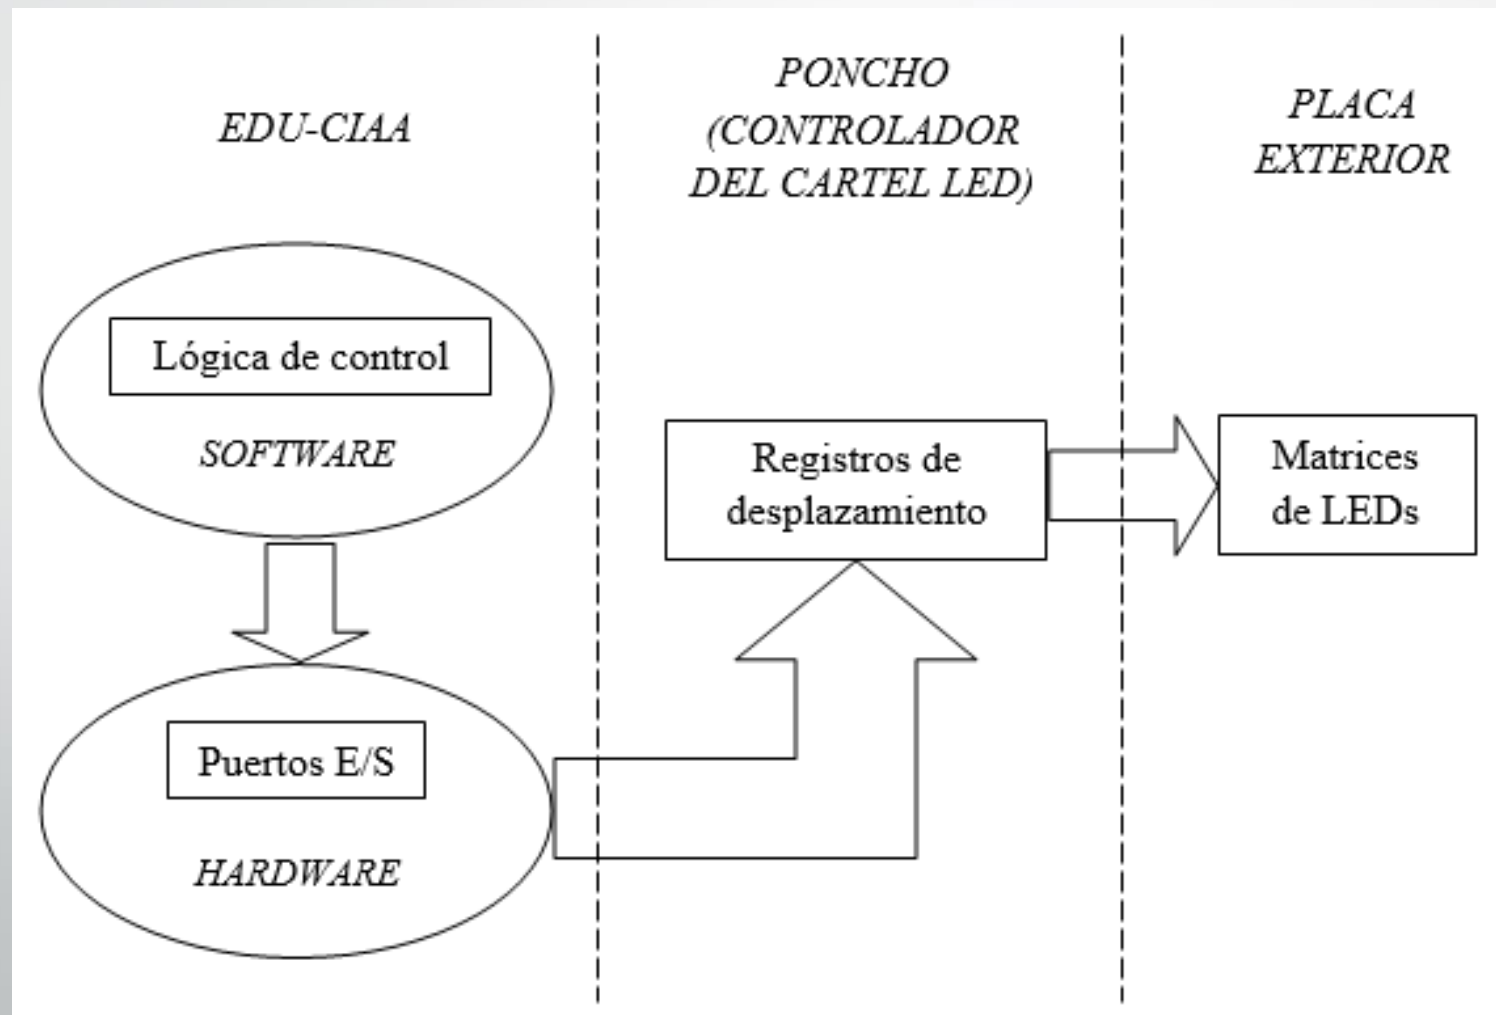 EDU-CIAA
PONCHO
(CONTROLADOR
DEL CARTEL LED)
PLACA
EXTERIOR
Lógica de control
SOFTWARE
Puertos E/S
HARDWARE
Registros de
desplazamiento
Matrices
de LEDs